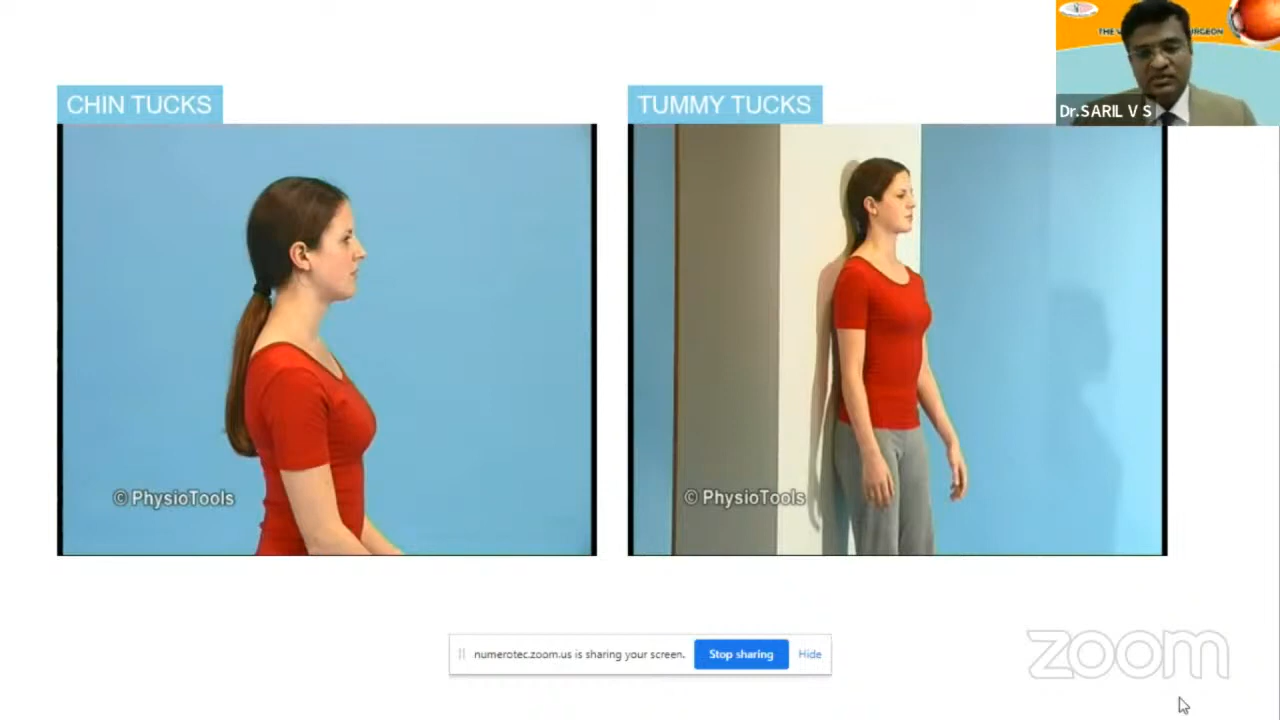 CHIN TUCKS
TUMMY TUCKS
Dr.SARIL V S
© PhysioTools
© PhysioTools
numerotec.zoom.us is sharing your screen.
Stop sharing
Hide
zoom